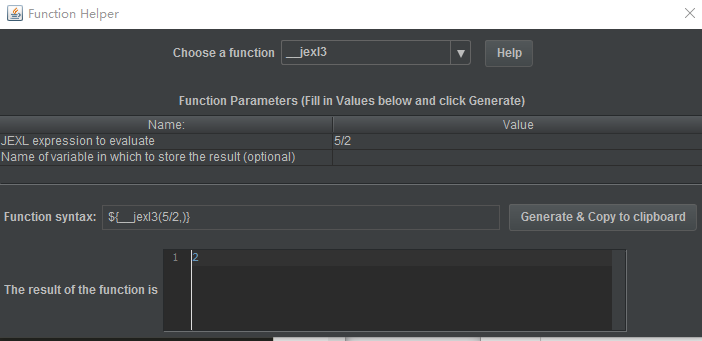 Function Helper
Choose a function __jexl3 Help
Function Parameters (Fill in Values below and click Generate)
Name: Value
JEXL expression to evaluate 5/2
Name of variable in which to store the result (optional)
Function syntax: ${__jexl3(5/2,)} Generate & Copy to clipboard
1 2
The result of the function is